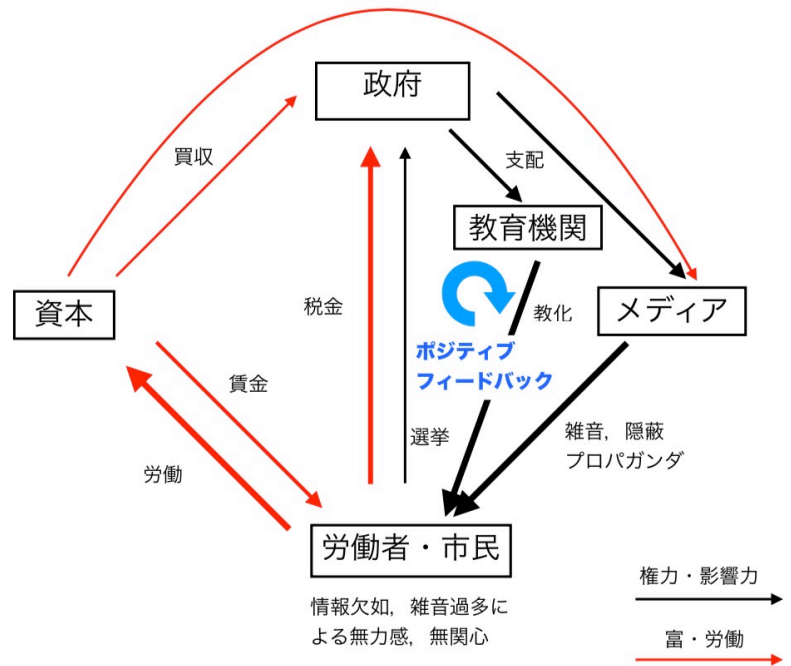 政府
買収
支配
教育機関
資本
税金
教化
メディア
ポジティブ
フィードバック
賃金
選挙
雑音，隠蔽
プロパガンダ
労働
労働者・市民
情報欠如，雑音過多に
よる無力感，無関心
権力・影響力
富・労働